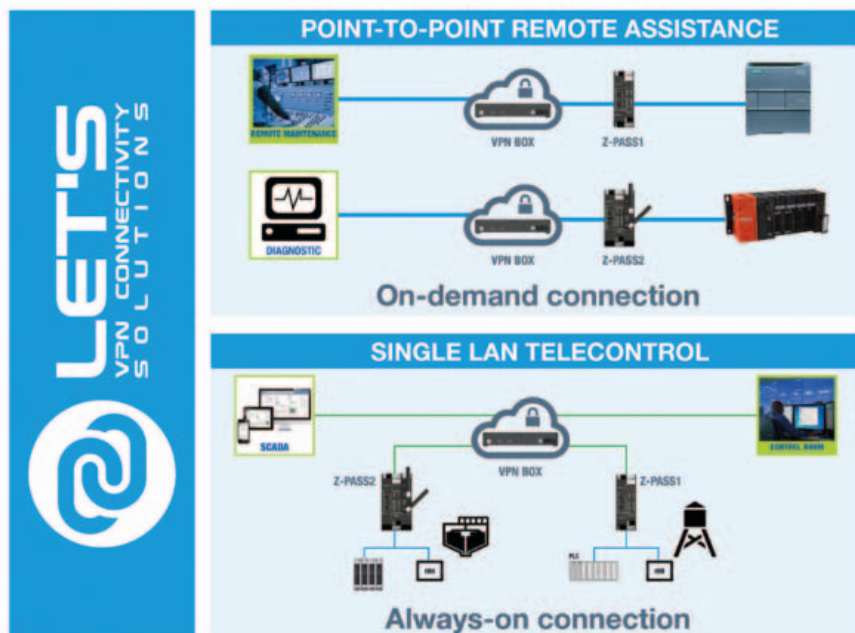 LET'S
VPN CONNECTIVITY
SOLUTIONS
POINT-TO-POINT REMOTE ASSISTANCE
REMOTE MAINTENANCE
VPN BOX
Z-PASS1
DIAGNOSTIC
VPN BOX
Z-PASS2
On-demand connection
SINGLE LAN TELECONTROL
SCADA
CONTROL ROOM
VPN BOX
Z-PASS2
Z-PASS1
PLC
Always-on connection